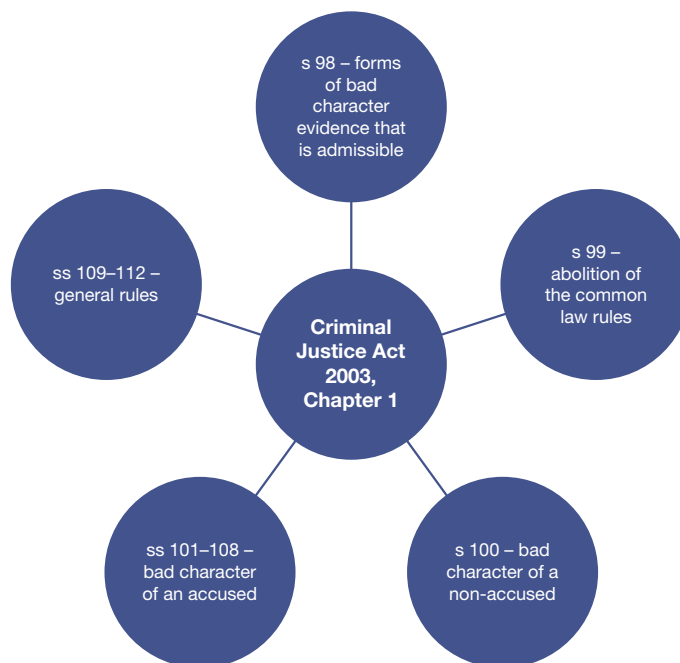 s 98 – forms
of bad
character
evidence that
is admissible
ss 109–112 –
general rules
s 99 –
abolition of
the common
law rules
Criminal
Justice Act
2003,
Chapter 1
ss 101–108 –
bad character
of an accused
s 100 – bad
character of a
non-accused